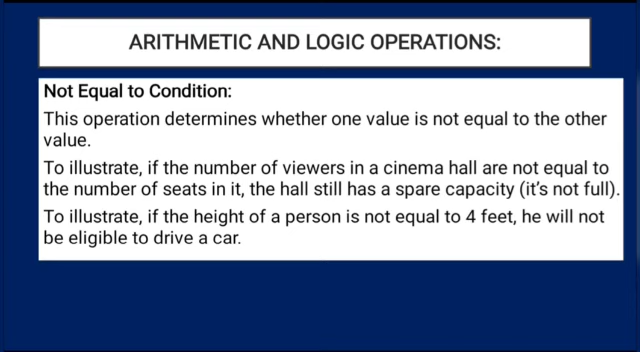 ARITHMETIC AND LOGIC OPERATIONS:
Not Equal to Condition:
This operation determines whether one value is not equal to the other
value.
To illustrate, if the number of viewers in a cinema hall are not equal to
the number of seats in it, the hall still has a spare capacity (it's not full).
To illustrate, if the height of a person is not equal to 4 feet, he will not
be eligible to drive a car.